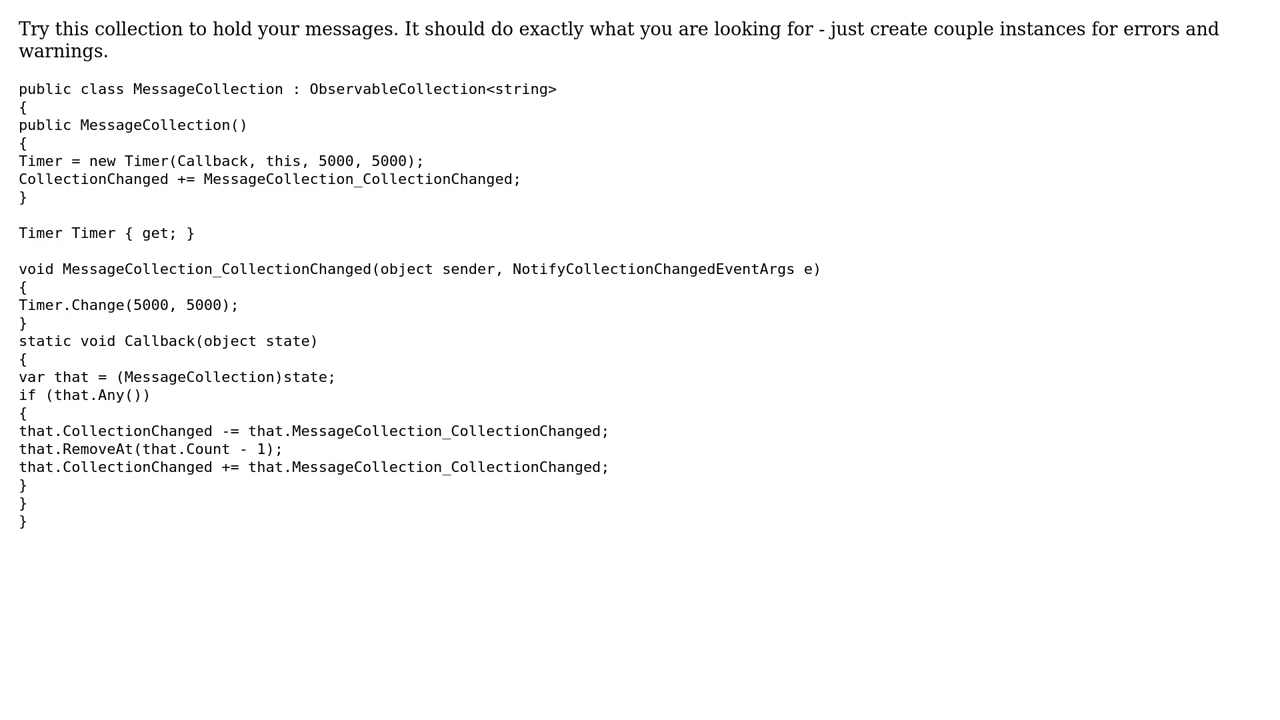 Try this collection to hold your messages. It should do exactly what you are looking for - just create couple instances for errors and
warnings.
public class MessageCollection : ObservableCollection<string>
{
public MessageCollection()
{
Timer = new Timer(Callback, this, 5000, 5000);
CollectionChanged += MessageCollection_CollectionChanged;
}
Timer Timer { get; }
void MessageCollection_CollectionChanged(object sender, NotifyCollectionChangedEventArgs e)
{
Timer.Change(5000, 5000);
}
static void Callback(object state)
{
var that = (MessageCollection)state;
if (that.Any())
{
that.CollectionChanged -= that.MessageCollection_CollectionChanged;
that.RemoveAt(that.Count - 1);
that.CollectionChanged += that.MessageCollection_CollectionChanged;
}
}
}